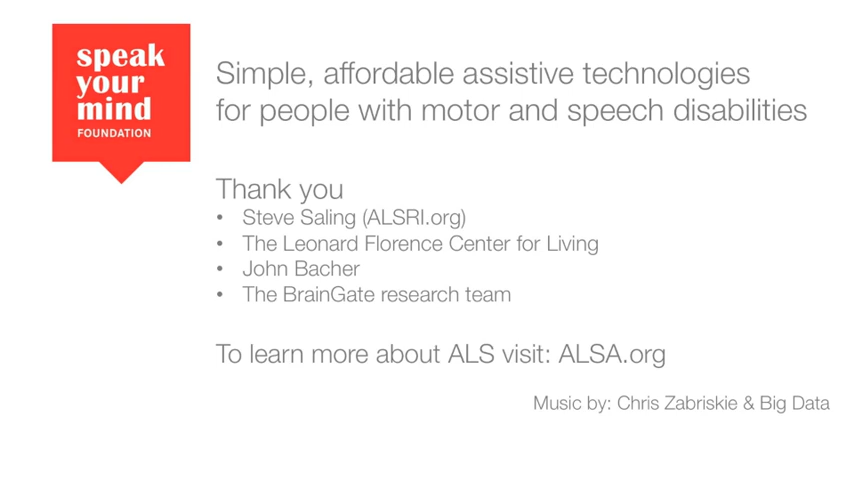 speak
your
mind
FOUNDATION
Simple, affordable assistive technologies
for people with motor and speech disabilities
Thank you
• Steve Saling (ALSRI.org)
• The Leonard Florence Center for Living
• John Bacher
• The BrainGate research team
To learn more about ALS visit: ALSA.org
Music by: Chris Zabriskie & Big Data